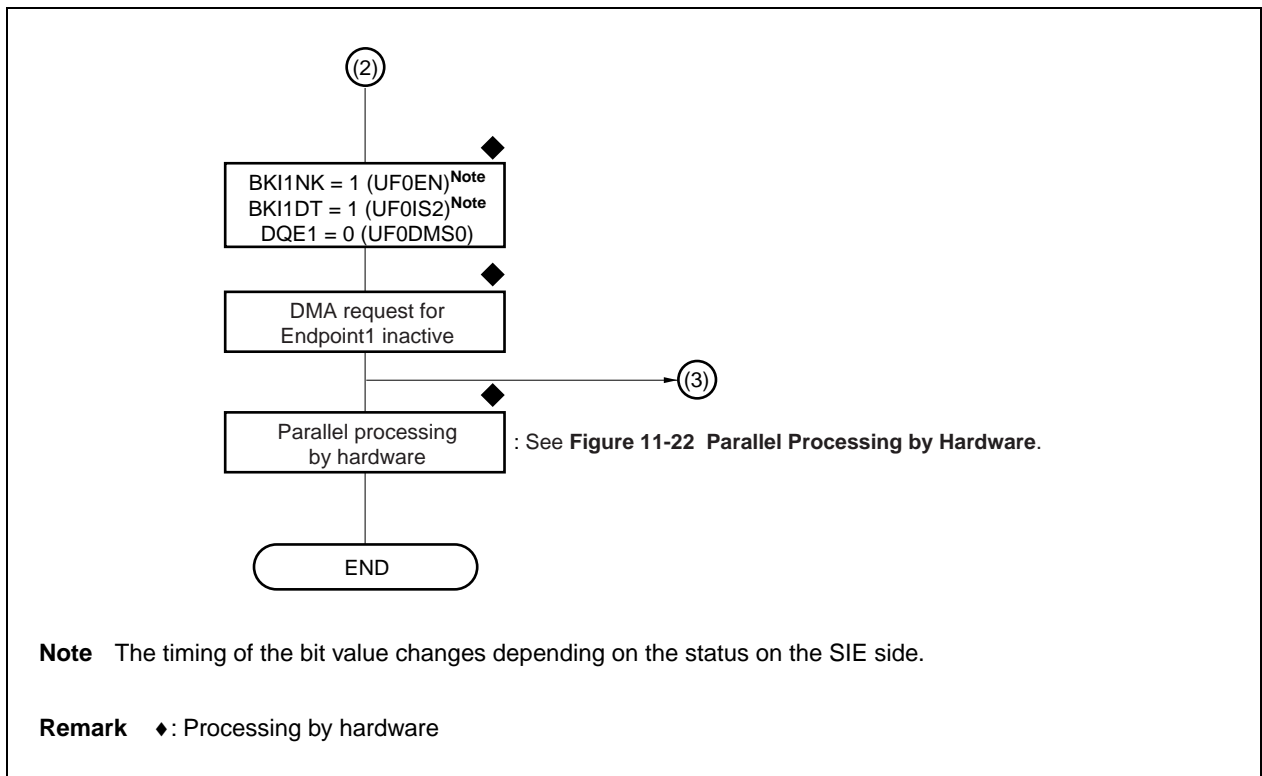 (2)
BKI1NK = 1 (UF0EN)Note
BKI1DT = 1 (UF0IS2)Note
DQE1 = 0 (UF0DMS0)
DMA request for
Endpoint1 inactive
(3)
Parallel processing
by hardware
: See Figure 11-22 Parallel Processing by Hardware.
END
Note The timing of the bit value changes depending on the status on the SIE side.
Remark ♦: Processing by hardware